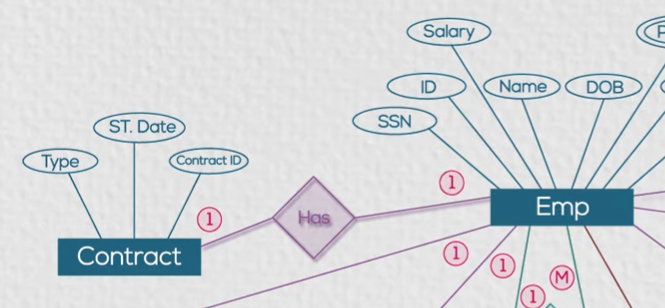 Salary
P
ID
Name
DOB
SSN
ST. Date
Type
Contract ID
1
Has
1
Emp
Contract
1
1
M
1